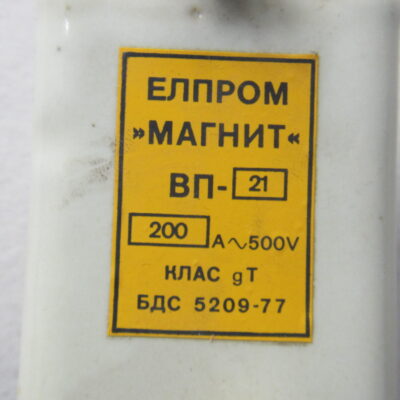 ЕЛПРОМ
»МАГНИТ«
ВП-21
200 А~500V
КЛАС gT
БДС 5209-77